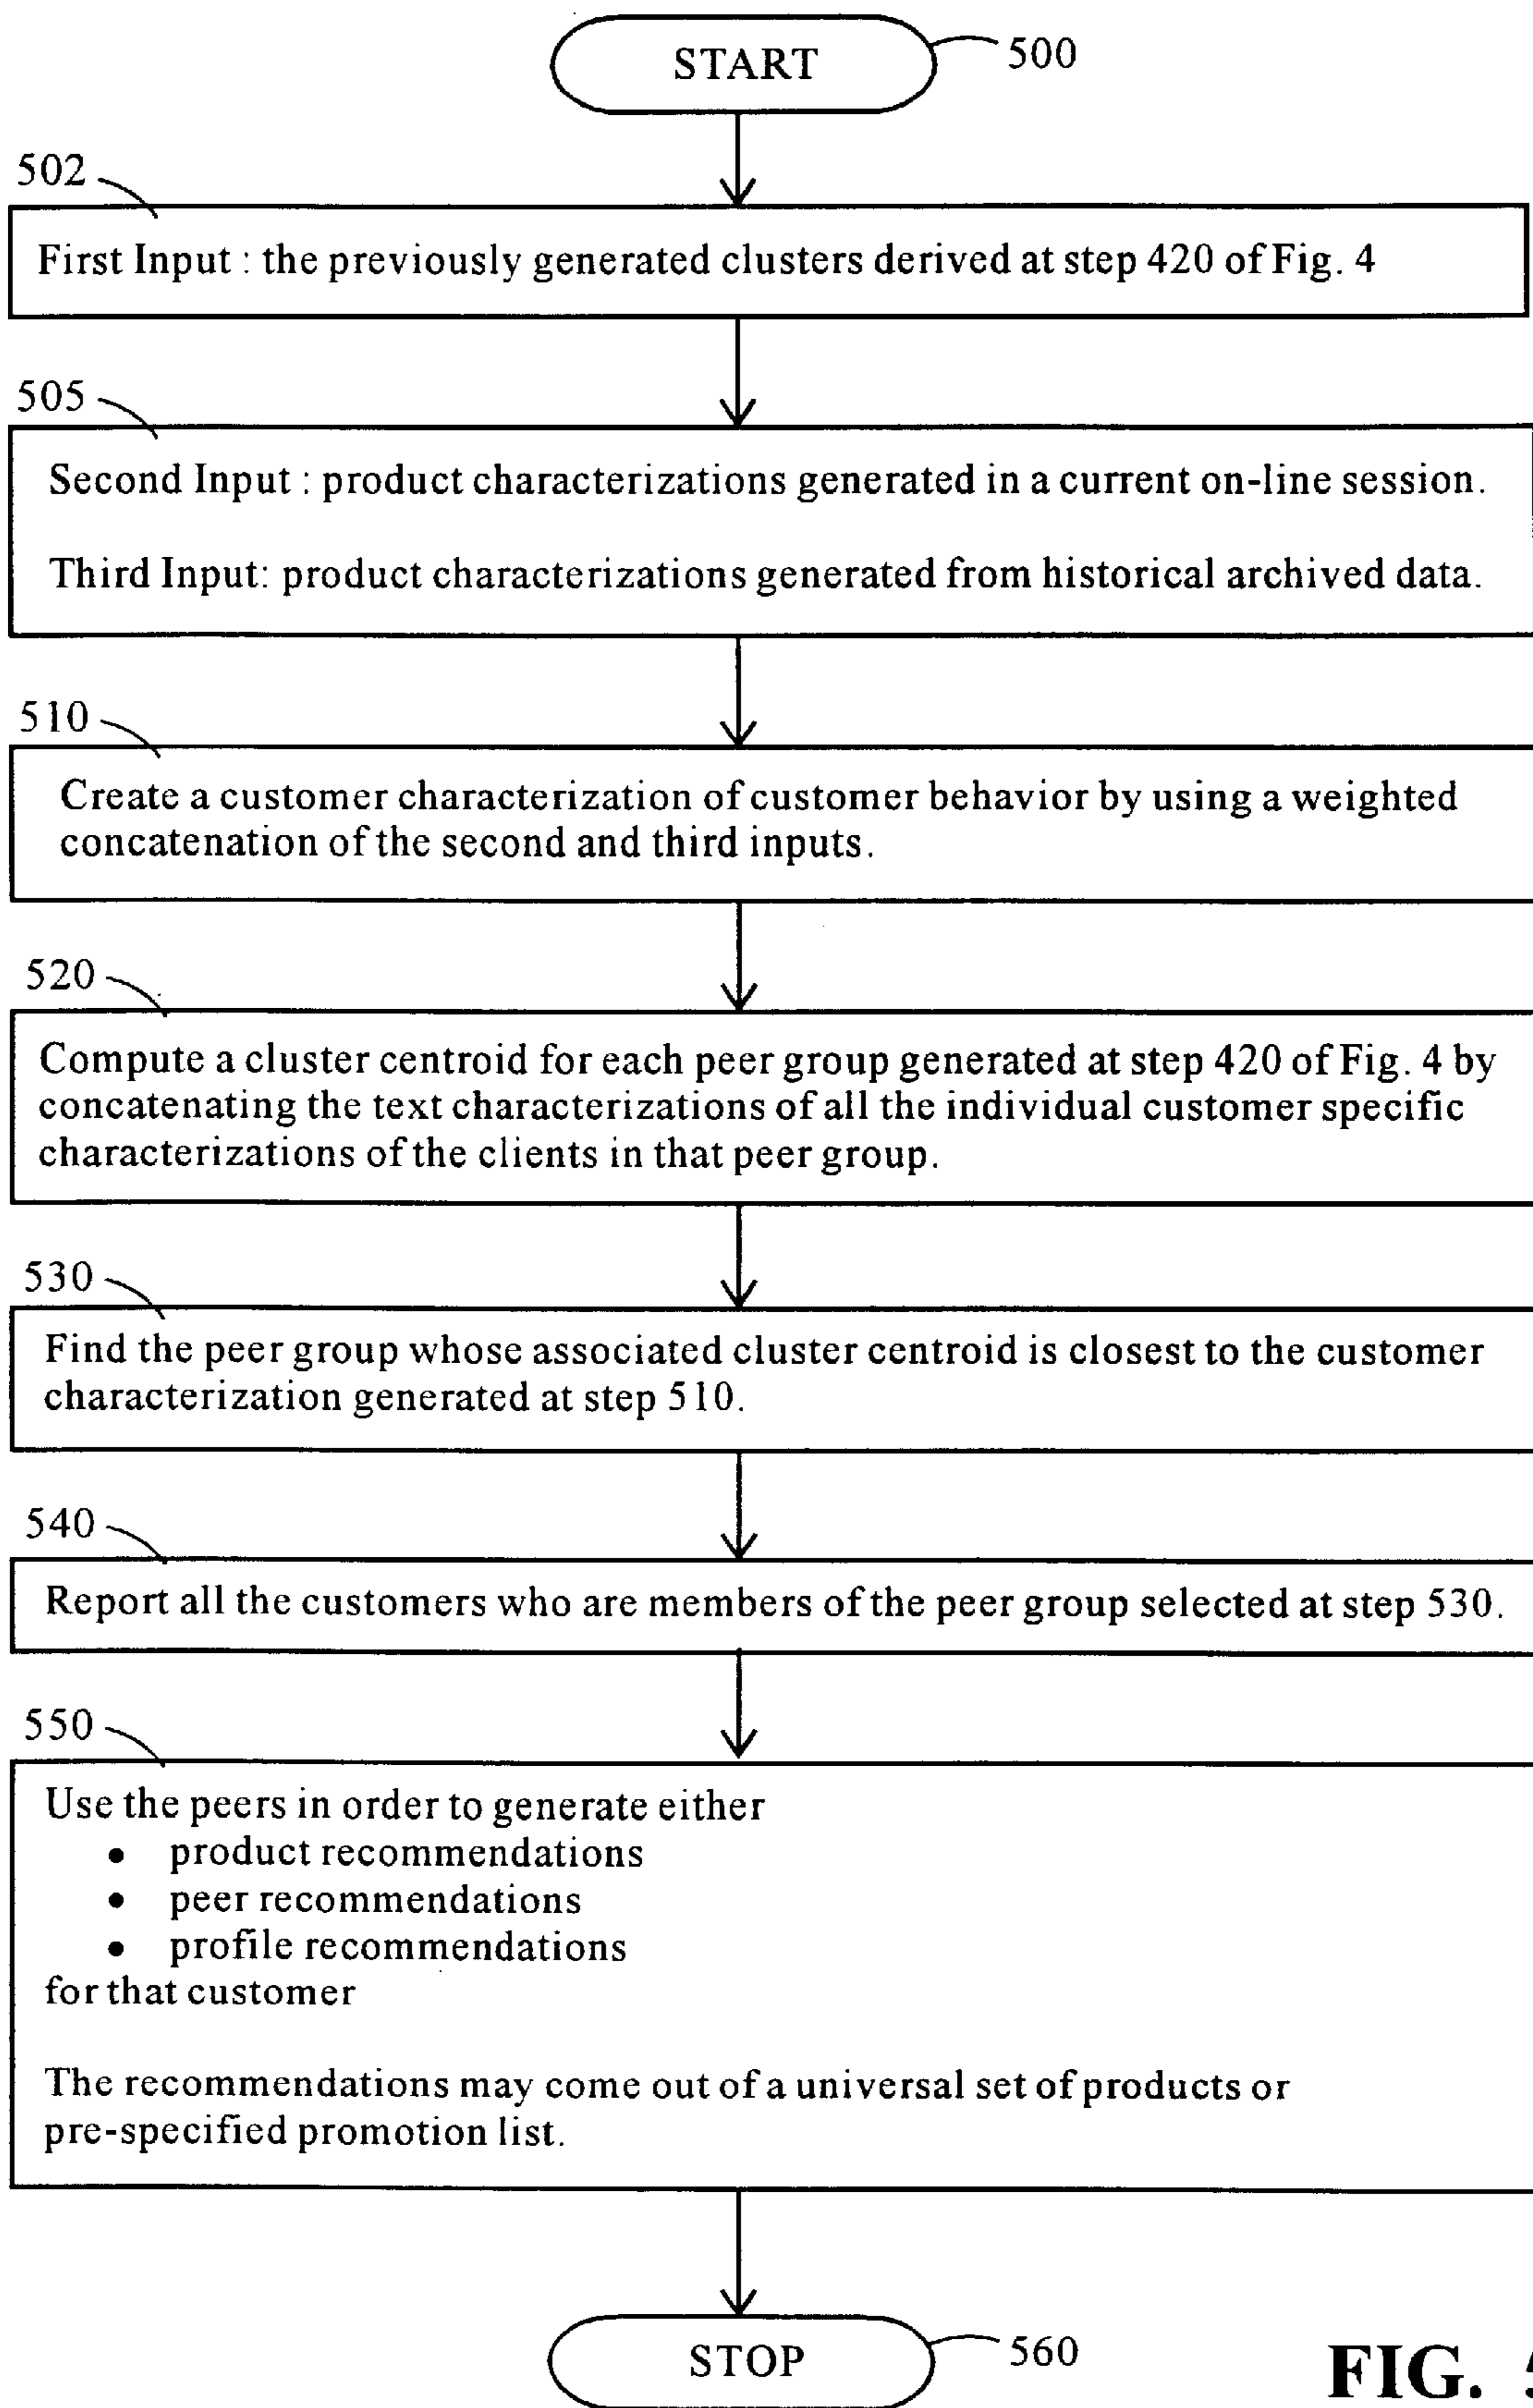 START
500
502
First Input : the previously generated clusters derived at step 420 of Fig. 4
505
Second Input : product characterizations generated in a current on-line session.
Third Input: product characterizations generated from historical archived data.
510
Create a customer characterization of customer behavior by using a weighted
concatenation of the second and third inputs.
520
Compute a cluster centroid for each peer group generated at step 420 of Fig. 4 by
concatenating the text characterizations of all the individual customer specific
characterizations of the clients in that peer group.
530
Find the peer group whose associated cluster centroid is closest to the customer
characterization generated at step 510.
540
Report all the customers who are members of the peer group selected at step 530.
550
Use the peers in order to generate either
• product recommendations
• peer recommendations
• profile recommendations
for that customer
The recommendations may come out of a universal set of products or
pre-specified promotion list.
STOP
560
FIG. 5